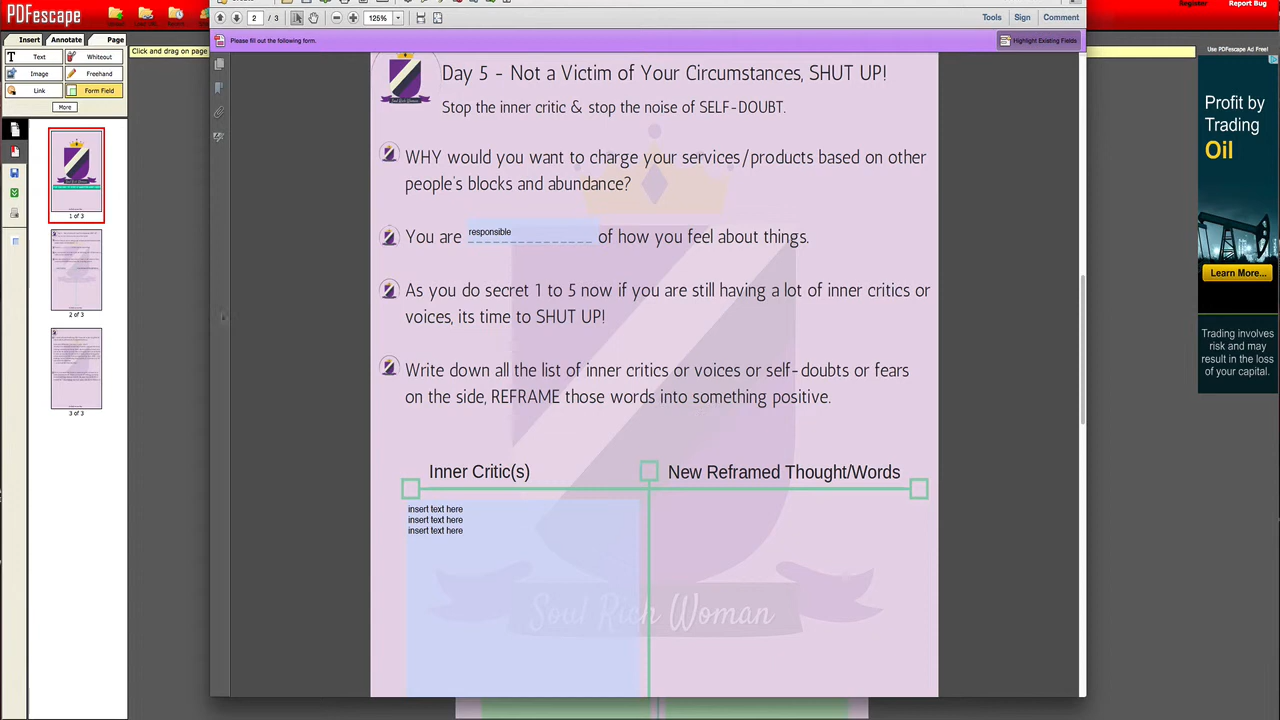 PDFescape
Register
Report Bug
2 / 3
125%
Tools
Sign
Comment
Insert
Annotate
Page
Click and drag on page
Please fill out the following form.
Highlight Existing Fields
Use PDFescape Ad Free!
Text
Whiteout
Image
Freehand
Link
Form Field
More
1 of 3
2 of 3
3 of 3
Day 5 - Not a Victim of Your Circumstances, SHUT UP!
Stop the inner critic & stop the noise of SELF-DOUBT.
WHY would you want to charge your services/products based on other
people's blocks and abundance?
You are responsible of how you feel about things.
As you do secret 1 to 5 now if you are still having a lot of inner critics or
voices, its time to SHUT UP!
Write down all the list of inner critics or voices or self-doubts or fears
on the side, REFRAME those words into something positive.
Inner Critic(s)
New Reframed Thought/Words
insert text here
insert text here
insert text here
Soul Rich Woman
Profit by
Trading
Oil
Learn More...
Trading involves
risk and may
result in the loss
of your capital.